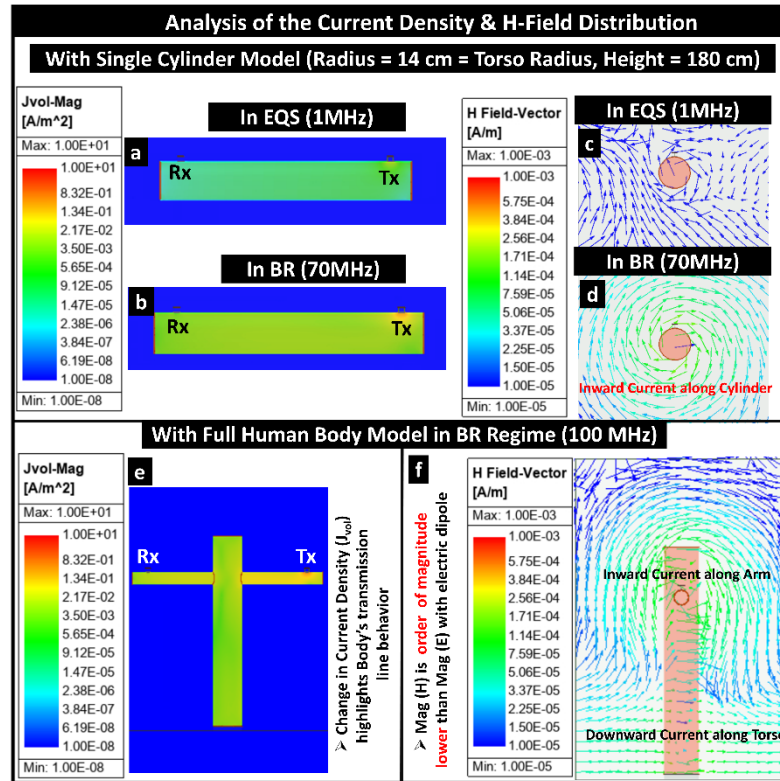 Analysis of the Current Density & H-Field Distribution
With Single Cylinder Model (Radius = 14 cm = Torso Radius, Height = 180 cm)
Jvol-Mag
[A/m^2]
Max: 1.00E+01
1.00E+01
8.32E-01
1.34E-01
2.17E-02
3.50E-03
5.65E-04
9.12E-05
1.47E-05
2.38E-06
3.84E-07
6.19E-08
1.00E-08
Min: 1.00E-08
In EQS (1MHz)
a
Rx
Tx
In BR (70MHz)
b
Rx
Tx
H Field-Vector
[A/m]
Max: 1.00E-03
1.00E-03
5.75E-04
3.84E-04
2.56E-04
1.71E-04
1.14E-04
7.59E-05
5.06E-05
3.37E-05
2.25E-05
1.50E-05
1.00E-05
Min: 1.00E-05
In EQS (1MHz)
c
In BR (70MHz)
d
Inward Current along Cylinder
With Full Human Body Model in BR Regime (100 MHz)
Jvol-Mag
[A/m^2]
Max: 1.00E+01
1.00E+01
8.32E-01
1.34E-01
2.17E-02
3.50E-03
5.65E-04
9.12E-05
1.47E-05
2.38E-06
3.84E-07
6.19E-08
1.00E-08
Min: 1.00E-08
e
Rx
Tx
➢ Change in Current Density (Jvol)
highlights Body's transmission
line behavior
f
➢ Mag (H) is order of magnitude
lower than Mag (E) with electric dipole
H Field-Vector
[A/m]
Max: 1.00E-03
1.00E-03
5.75E-04
3.84E-04
2.56E-04
1.71E-04
1.14E-04
7.59E-05
5.06E-05
3.37E-05
2.25E-05
1.50E-05
1.00E-05
Min: 1.00E-05
Inward Current along Arm
Downward Current along Torso